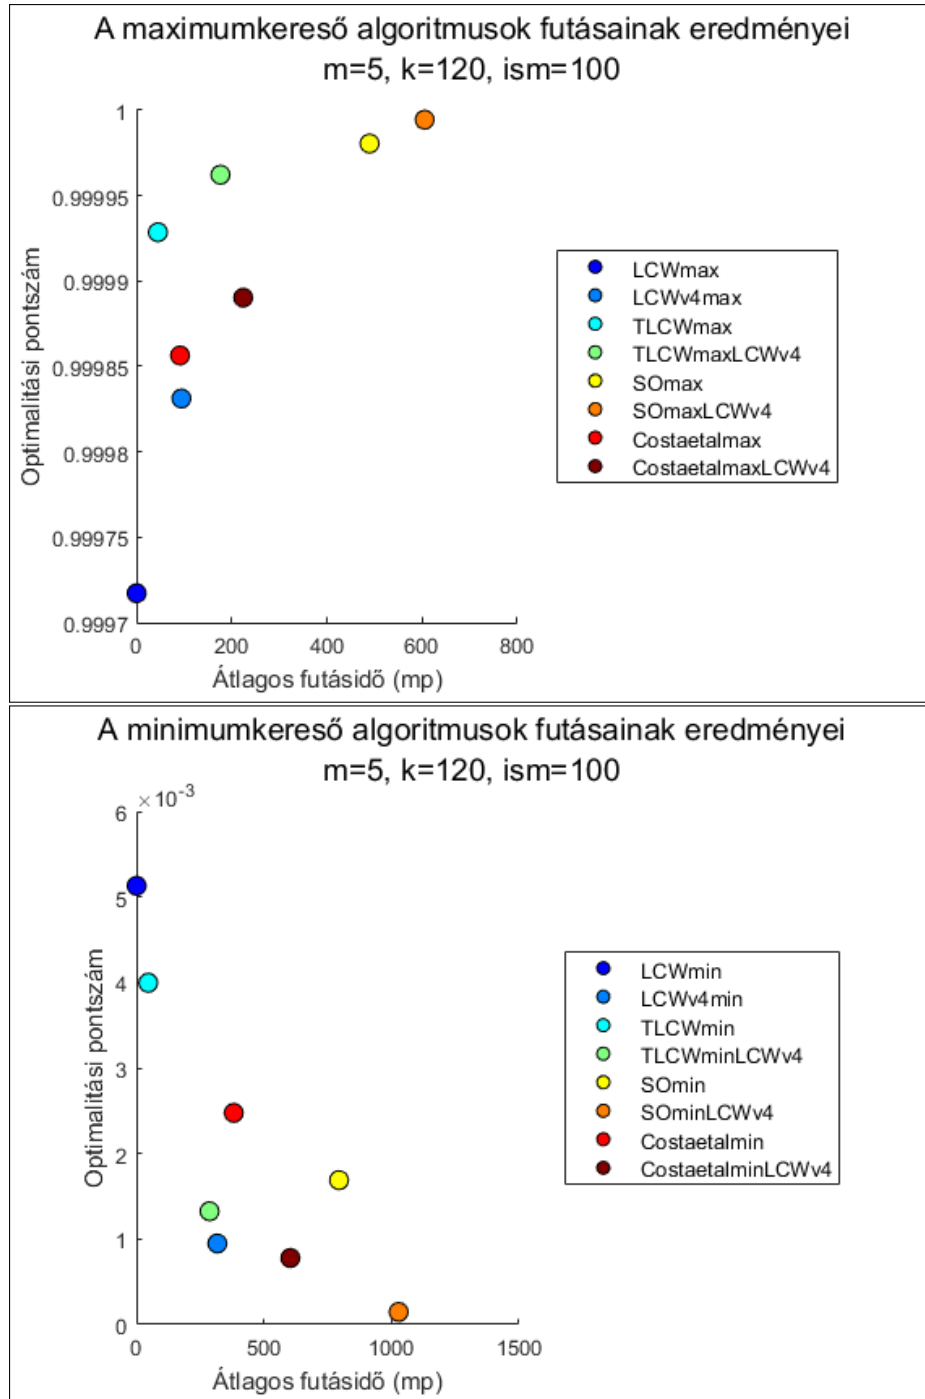 A maximumkereső algoritmusok futásainak eredményei
m=5, k=120, ism=100
1
0.99995
0.9999
0.99985
0.9998
0.99975
0.9997
Optimalitási pontszám
0 200 400 600 800
Átlagos futásidő (mp)
LCWmax
LCWv4max
TLCWmax
TLCWmaxLCWv4
SOmax
SOmaxLCWv4
Costaetalmax
CostaetalmaxLCWv4
A minimumkereső algoritmusok futásainak eredményei
m=5, k=120, ism=100
×10⁻³
6
5
4
3
2
1
0
Optimalitási pontszám
0 500 1000 1500
Átlagos futásidő (mp)
LCWmin
LCWv4min
TLCWmin
TLCWminLCWv4
SOmin
SOminLCWv4
Costaetalmin
CostaetalminLCWv4